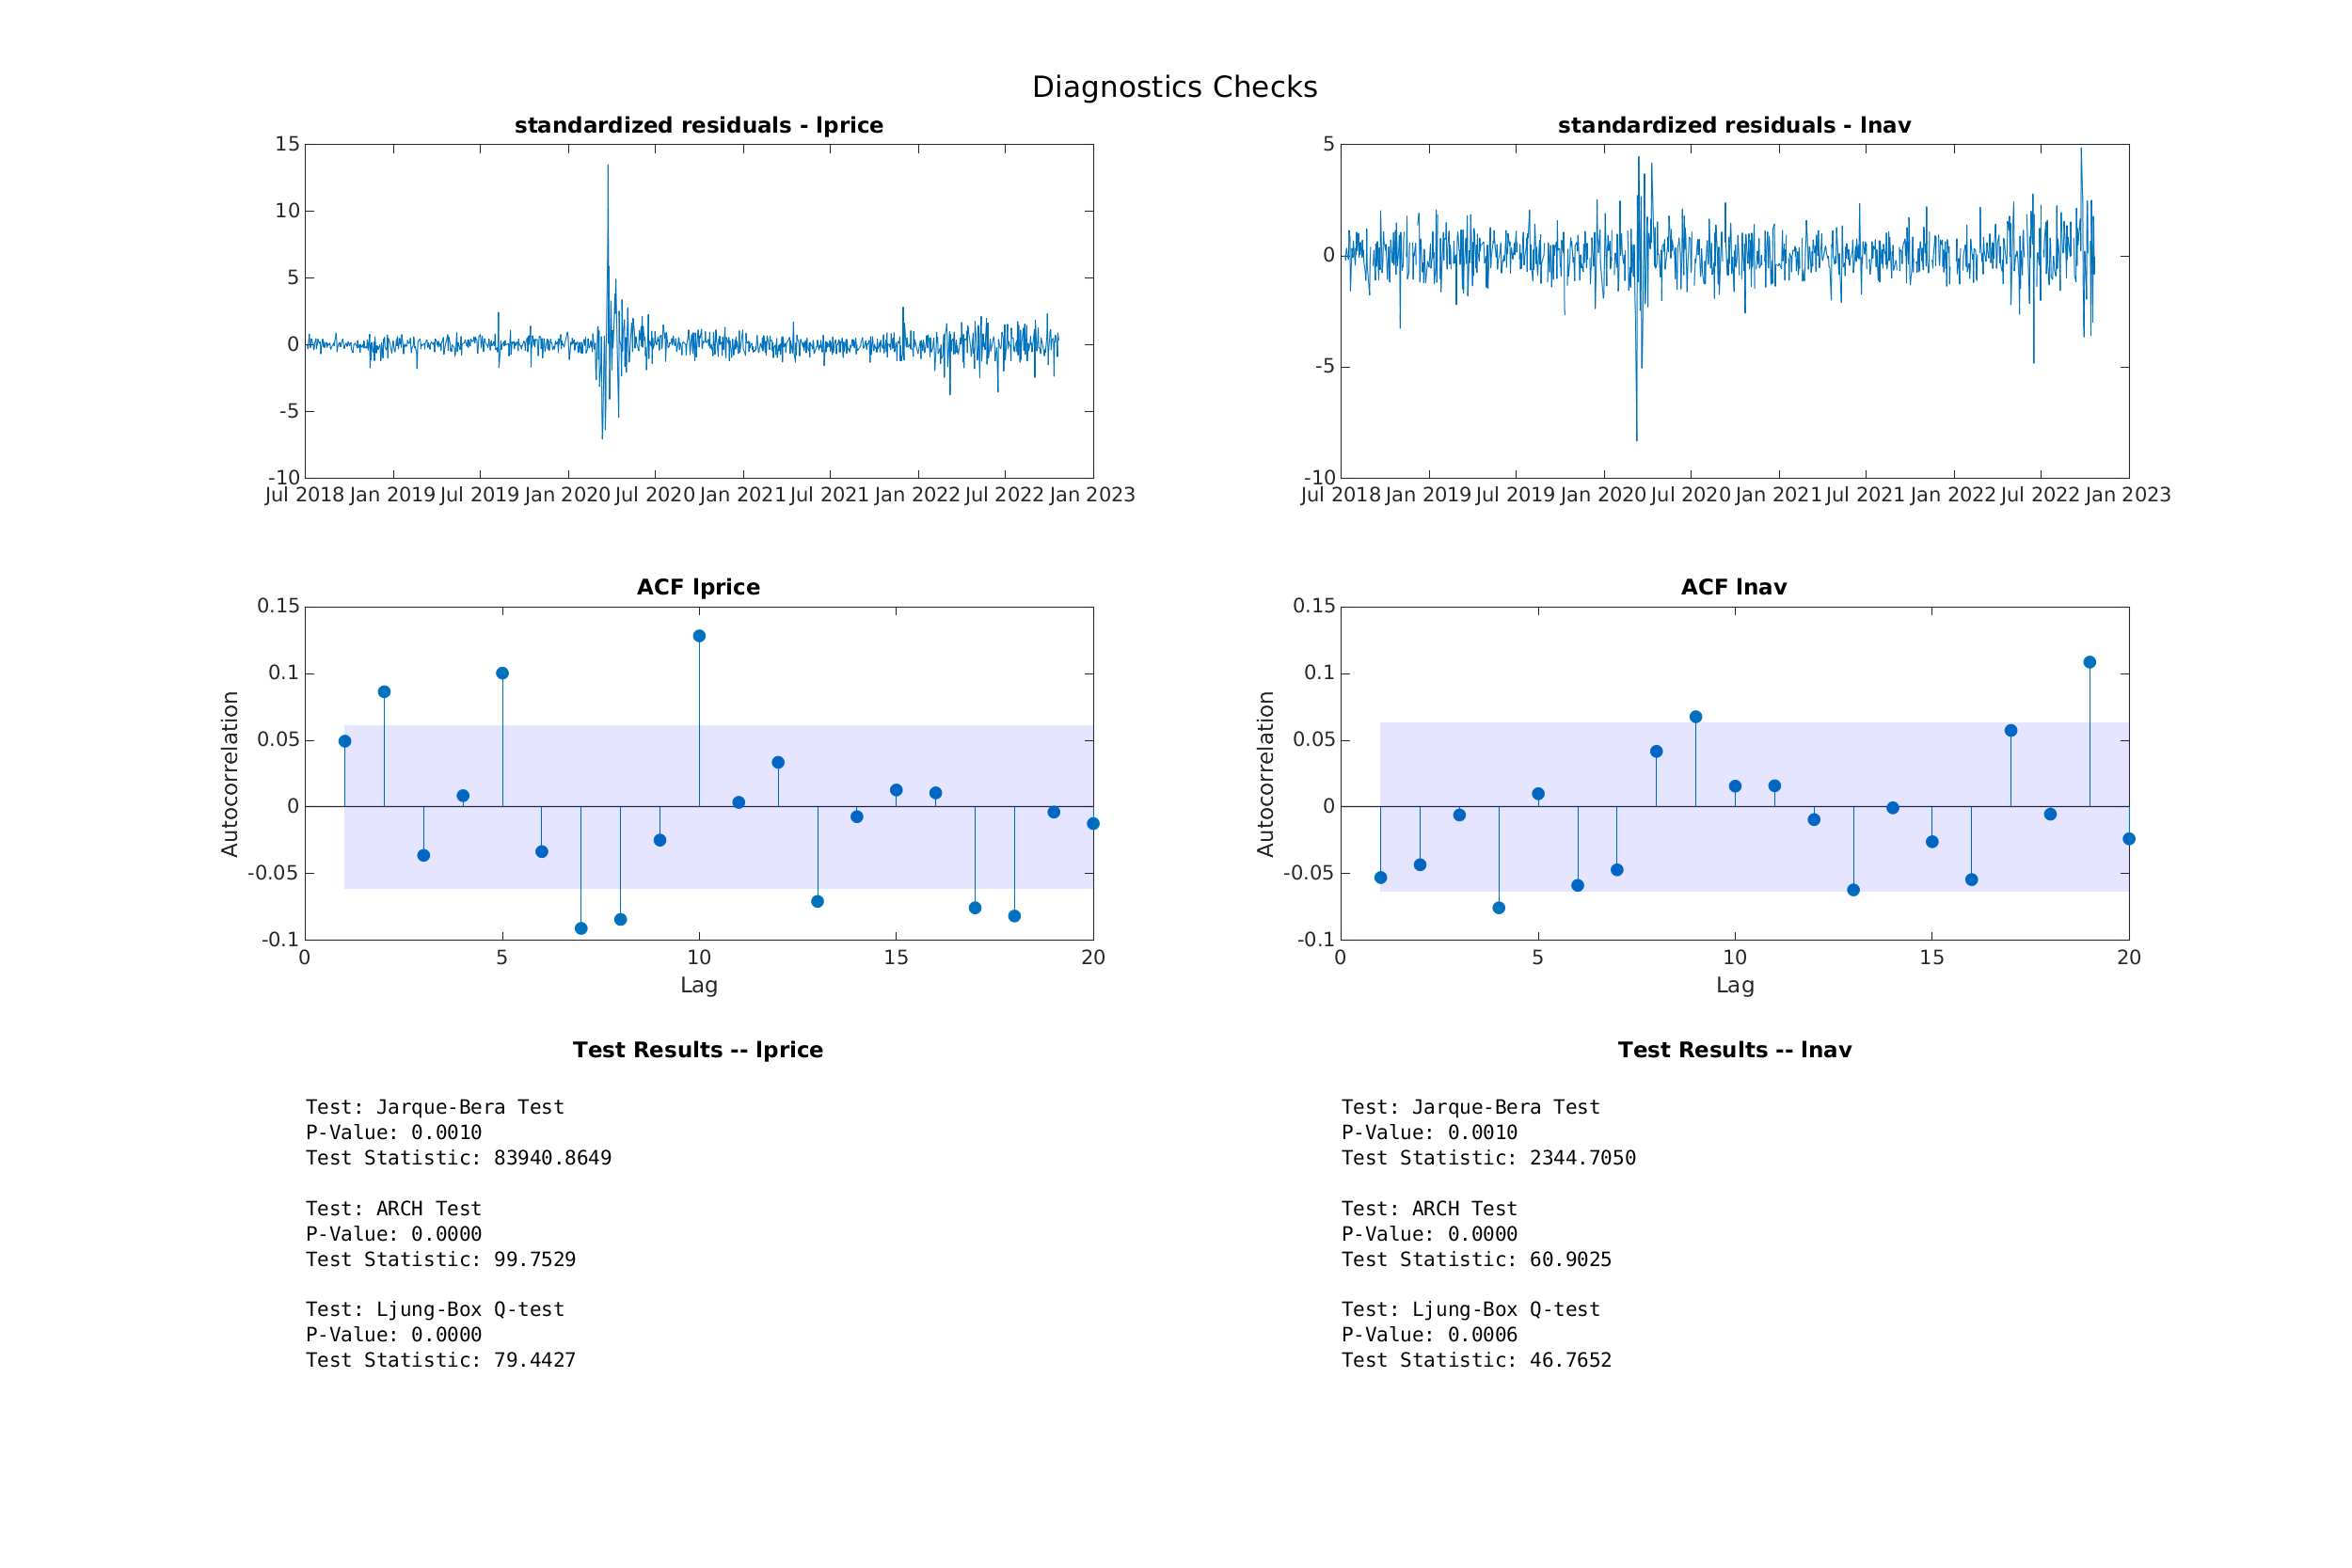 Diagnostics Checks
standardized residuals - lprice
15
10
5
0
-5
-10
Jul 2018 Jan 2019 Jul 2019 Jan 2020 Jul 2020 Jan 2021 Jul 2021 Jan 2022 Jul 2022 Jan 2023
standardized residuals - lnav
5
0
-5
-10
Jul 2018 Jan 2019 Jul 2019 Jan 2020 Jul 2020 Jan 2021 Jul 2021 Jan 2022 Jul 2022 Jan 2023
ACF lprice
0.15
0.1
0.05
0
-0.05
-0.1
Autocorrelation
0 5 10 15 20
Lag
ACF lnav
0.15
0.1
0.05
0
-0.05
-0.1
Autocorrelation
0 5 10 15 20
Lag
Test Results -- lprice
Test: Jarque-Bera Test
P-Value: 0.0010
Test Statistic: 83940.8649
Test: ARCH Test
P-Value: 0.0000
Test Statistic: 99.7529
Test: Ljung-Box Q-test
P-Value: 0.0000
Test Statistic: 79.4427
Test Results -- lnav
Test: Jarque-Bera Test
P-Value: 0.0010
Test Statistic: 2344.7050
Test: ARCH Test
P-Value: 0.0000
Test Statistic: 60.9025
Test: Ljung-Box Q-test
P-Value: 0.0006
Test Statistic: 46.7652